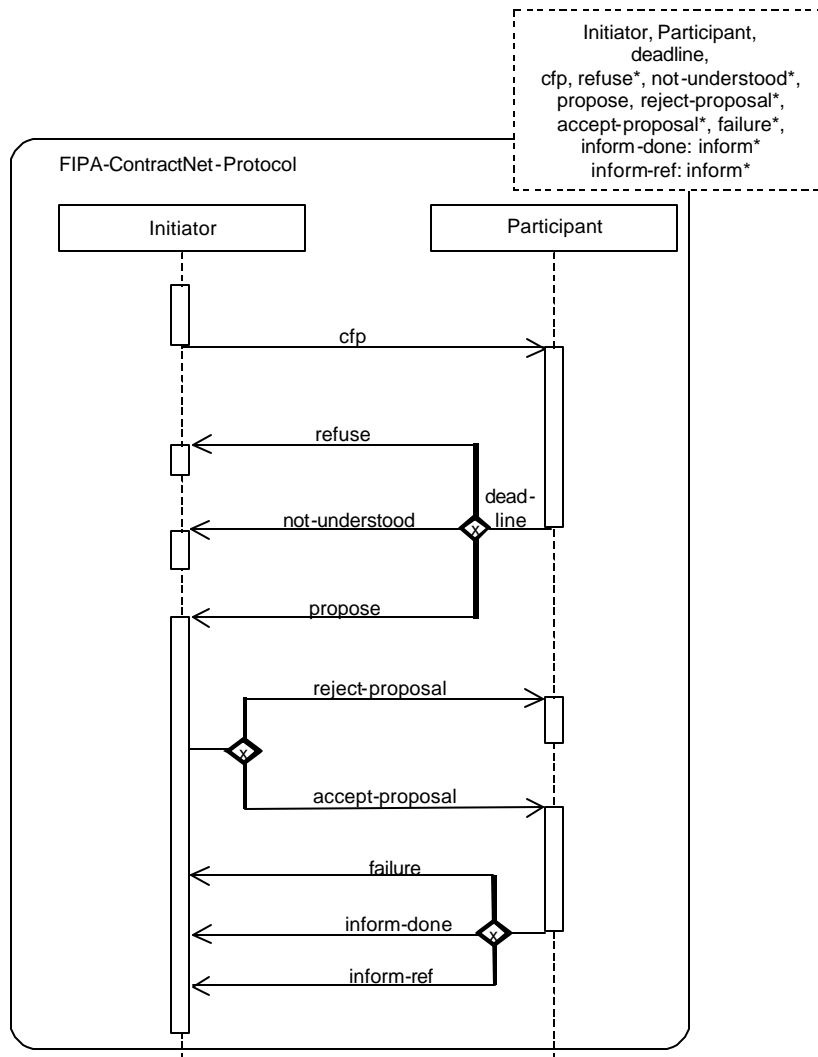 Initiator, Participant,
deadline,
cfp, refuse*, not-understood*,
propose, reject-proposal*,
accept-proposal*, failure*,
inform-done: inform*
inform-ref: inform*
FIPA-ContractNet-Protocol
Initiator
Participant
cfp
refuse
dead-
line
not-understood
x
propose
reject-proposal
x
accept-proposal
failure
inform-done
x
inform-ref